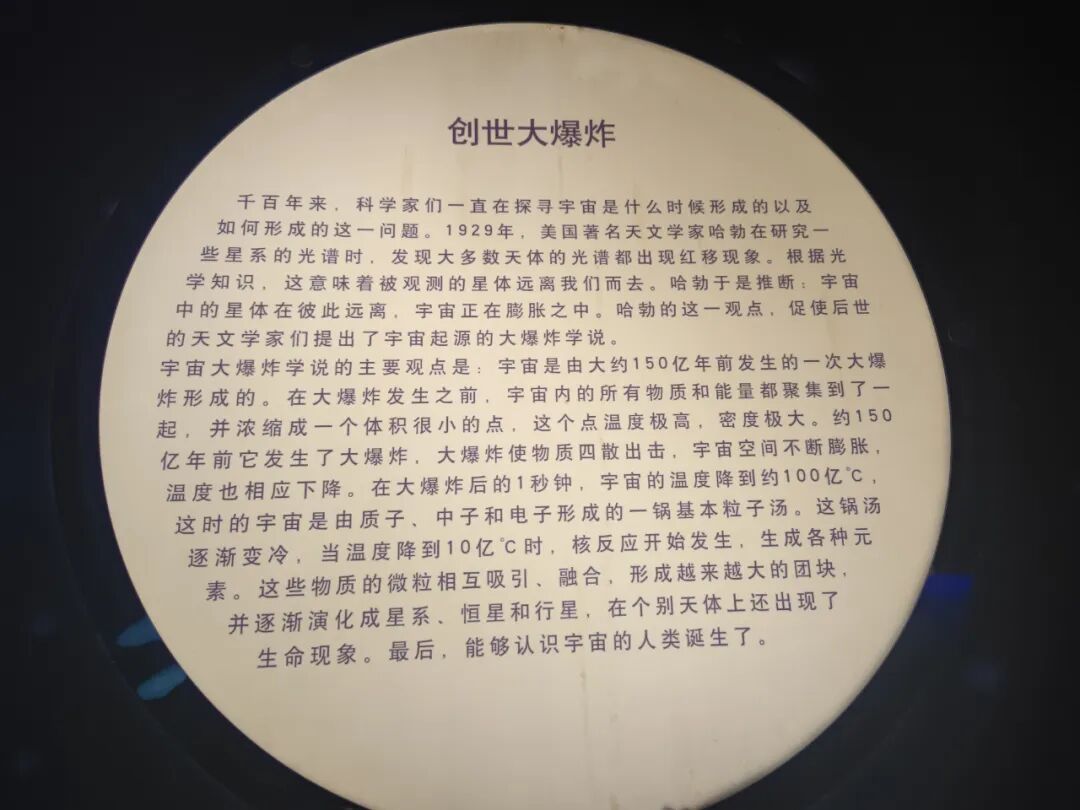 创世大爆炸
千百年来，科学家们一直在探寻宇宙是什么时候形成的以及
如何形成的这一问题。1929年，美国著名天文学家哈勃在研究一
些星系的光谱时，发现大多数天体的光谱都出现红移现象。根据光
学知识，这意味着被观测的星体远离我们而去。哈勃于是推断：宇宙
中的星体在彼此远离，宇宙正在膨胀之中。哈勃的这一观点，促使后世
的天文学家们提出了宇宙起源的大爆炸学说。
宇宙大爆炸学说的主要观点是：宇宙是由大约150亿年前发生的一次大爆
炸形成的。在大爆炸发生之前，宇宙内的所有物质和能量都聚集到了一
起，并浓缩成一个体积很小的点，这个点温度极高，密度极大。约150
亿年前它发生了大爆炸，大爆炸使物质四散出击，宇宙空间不断膨胀，
温度也相应下降。在大爆炸后的1秒钟，宇宙的温度降到约100亿℃，
这时的宇宙是由质子、中子和电子形成的一锅基本粒子汤。这锅汤
逐渐变冷，当温度降到10亿℃时，核反应开始发生，生成各种元
素。这些物质的微粒相互吸引、融合，形成越来越大的团块，
并逐渐演化成星系、恒星和行星，在个别天体上还出现了
生命现象。最后，能够认识宇宙的人类诞生了。